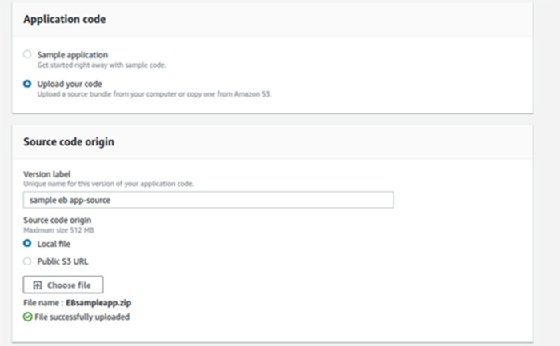 Application code
Sample application
Get started right away with sample code.
Upload your code
Upload a source bundle from your computer or copy one from Amazon S3.
Source code origin
Version label
Unique name for this version of your application code.
sample eb app-source
Source code origin
Maximum size 512 MB
Local file
Public S3 URL
Choose file
File name : EBsampleapp.zip
File successfully uploaded